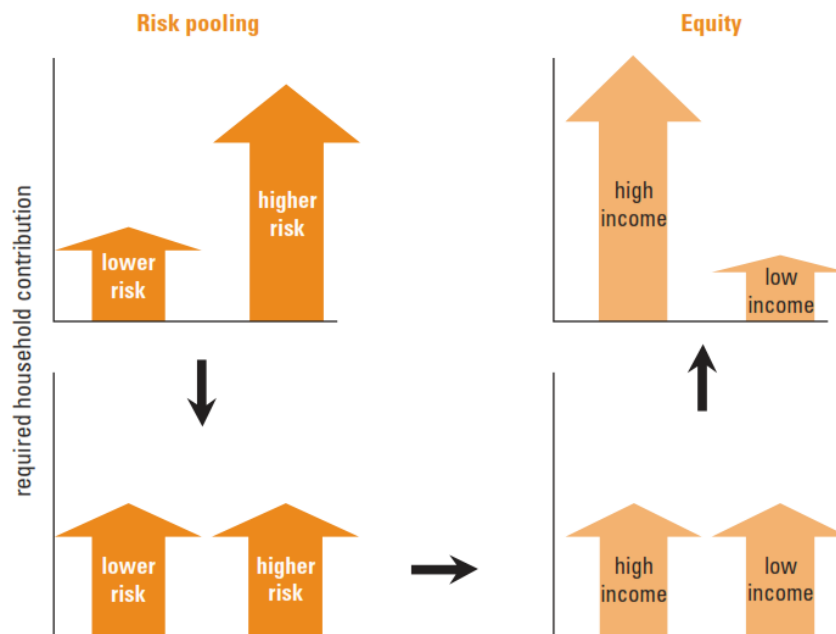 Risk pooling
Equity
required household contribution
lower
risk
higher
risk
high
income
low
income
lower
risk
higher
risk
high
income
low
income